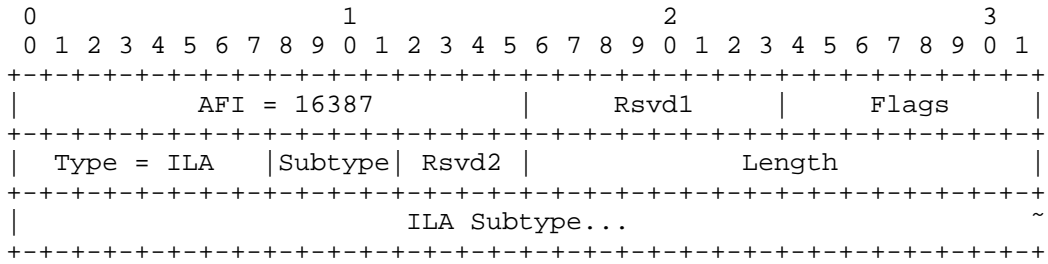 0                   1                   2                   3
 0 1 2 3 4 5 6 7 8 9 0 1 2 3 4 5 6 7 8 9 0 1 2 3 4 5 6 7 8 9 0 1
+-+-+-+-+-+-+-+-+-+-+-+-+-+-+-+-+-+-+-+-+-+-+-+-+-+-+-+-+-+-+-+-+
|           AFI = 16387         |     Rsvd1     |     Flags     |
+-+-+-+-+-+-+-+-+-+-+-+-+-+-+-+-+-+-+-+-+-+-+-+-+-+-+-+-+-+-+-+-+
|  Type = ILA   |Subtype| Rsvd2 |             Length            |
+-+-+-+-+-+-+-+-+-+-+-+-+-+-+-+-+-+-+-+-+-+-+-+-+-+-+-+-+-+-+-+-+
|                        ILA Subtype...                         ~
+-+-+-+-+-+-+-+-+-+-+-+-+-+-+-+-+-+-+-+-+-+-+-+-+-+-+-+-+-+-+-+-+